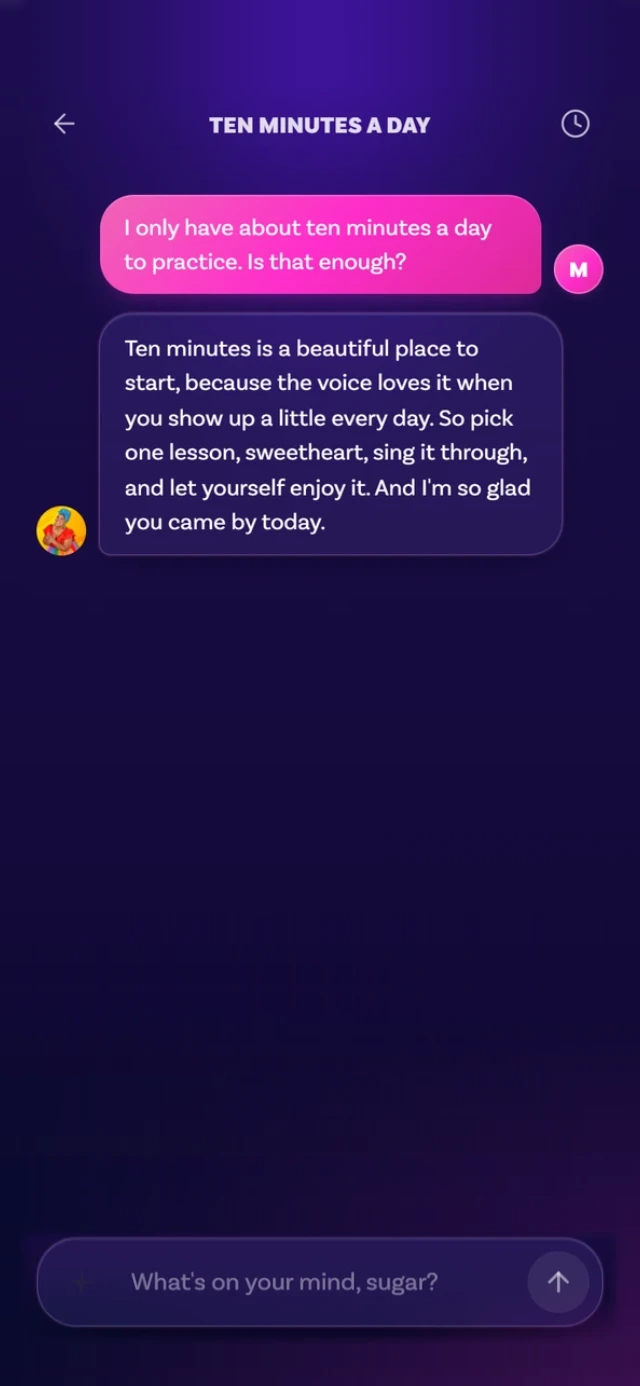 TEN MINUTES A DAY
I only have about ten minutes a day
to practice. Is that enough?
M
Ten minutes is a beautiful place to
start, because the voice loves it when
you show up a little every day. So pick
one lesson, sweetheart, sing it through,
and let yourself enjoy it. And I'm so glad
you came by today.
What's on your mind, sugar?